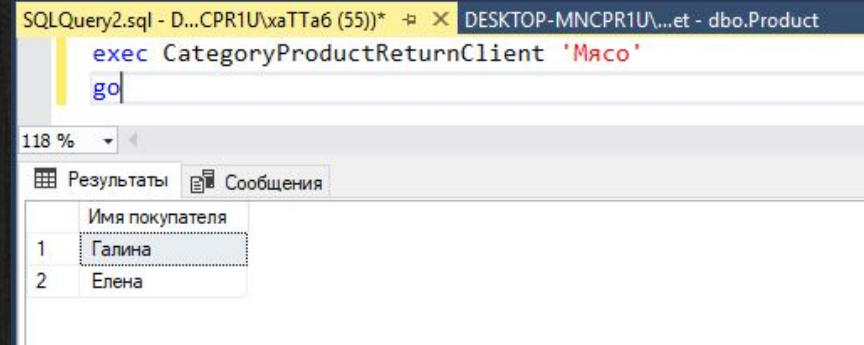 SQLQuery2.sql - D...CPR1U\xaTTa6 (55))* DESKTOP-MNCPR1U\...et - dbo.Product
exec CategoryProductReturnClient 'Мясо'
go
118 %
Результаты Сообщения
Имя покупателя
1 Галина
2 Елена